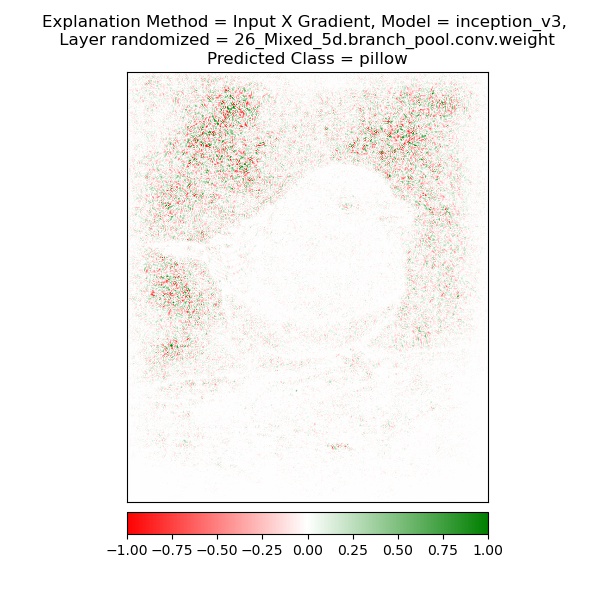 Explanation Method = Input X Gradient, Model = inception_v3,
Layer randomized = 26_Mixed_5d.branch_pool.conv.weight
Predicted Class = pillow
−1.00 −0.75 −0.50 −0.25 0.00 0.25 0.50 0.75 1.00